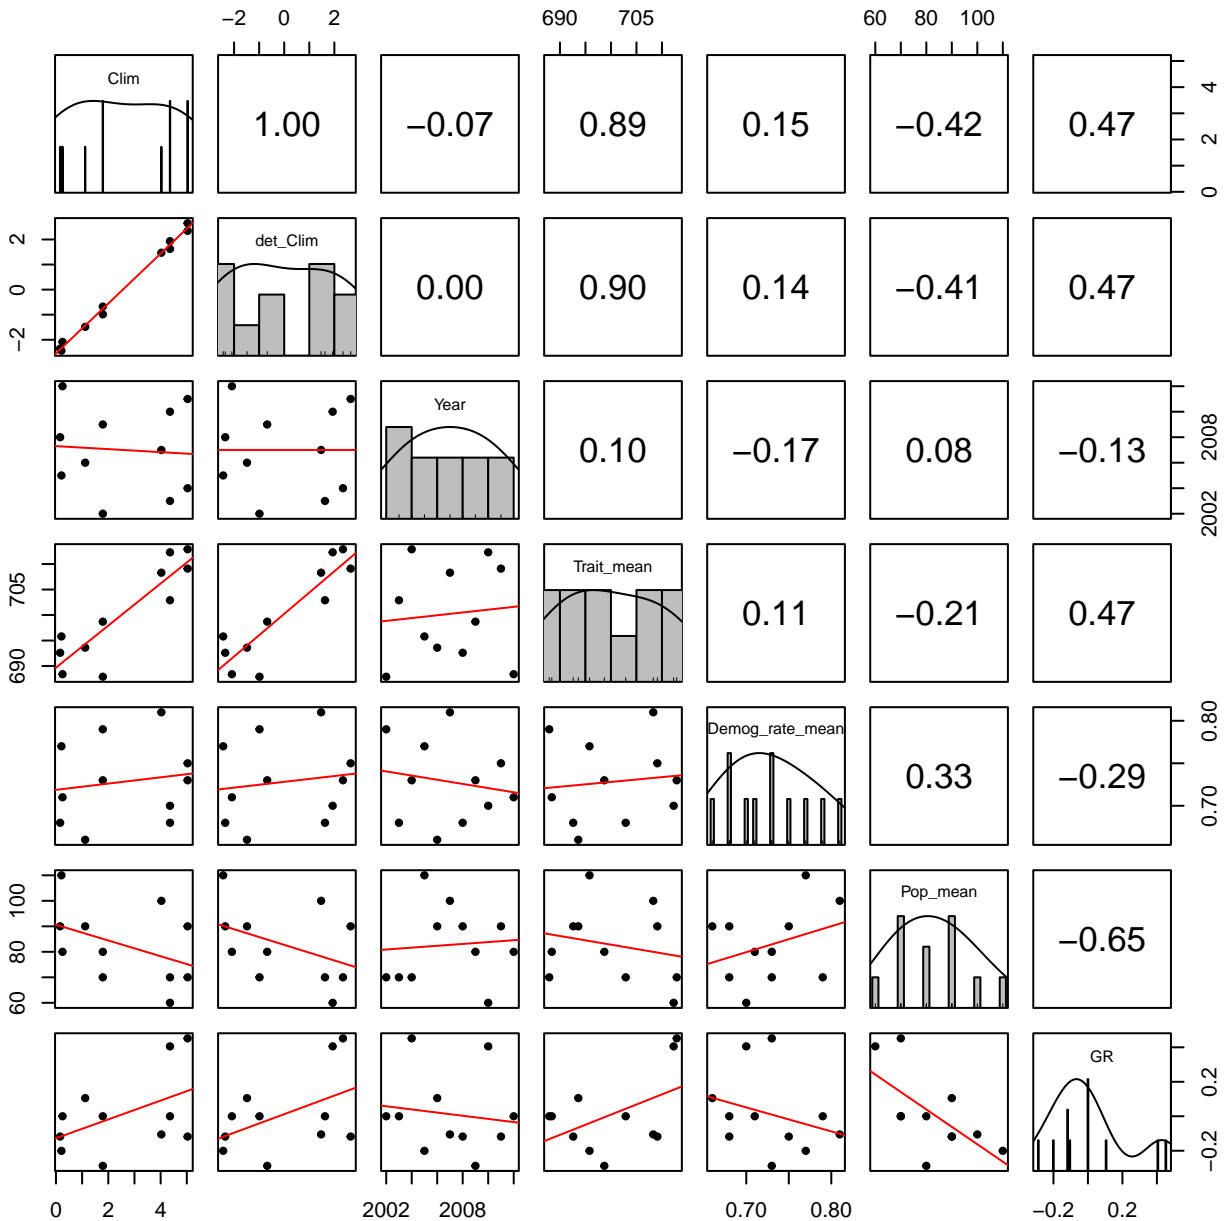 −2 0 2 690 705 60 80 100
Clim 1.00 −0.07 0.89 0.15 −0.42 0.47 0 2 4
−2 0 2 det_Clim 0.00 0.90 0.14 −0.41 0.47
Year 0.10 −0.17 0.08 −0.13 2002 2008
690 705 Trait_mean 0.11 −0.21 0.47
Demog_rate_mean 0.33 −0.29 0.70 0.80
60 80 100 Pop_mean −0.65
GR −0.2 0.2
0 2 4 2002 2008 0.70 0.80 −0.2 0.2